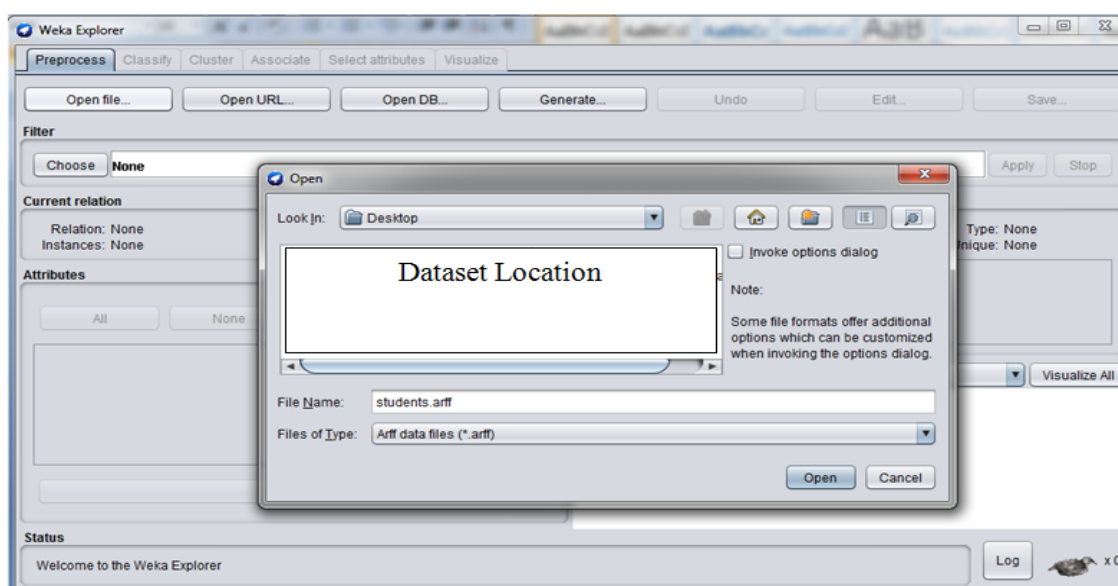 Weka Explorer
Preprocess Classify Cluster Associate Select attributes Visualize
Open file... Open URL... Open DB... Generate... Undo Edit... Save...
Filter
Choose None Apply Stop
Open
Current relation
Relation: None
Instances: None
Type: None
Unique: None
Look In: Desktop
Invoke options dialog
Dataset Location
Note:
Some file formats offer additional
options which can be customized
when invoking the options dialog.
Attributes
All None
Visualize All
File Name: students.arff
Files of Type: Arff data files (*.arff)
Open Cancel
Status
Welcome to the Weka Explorer
Log x